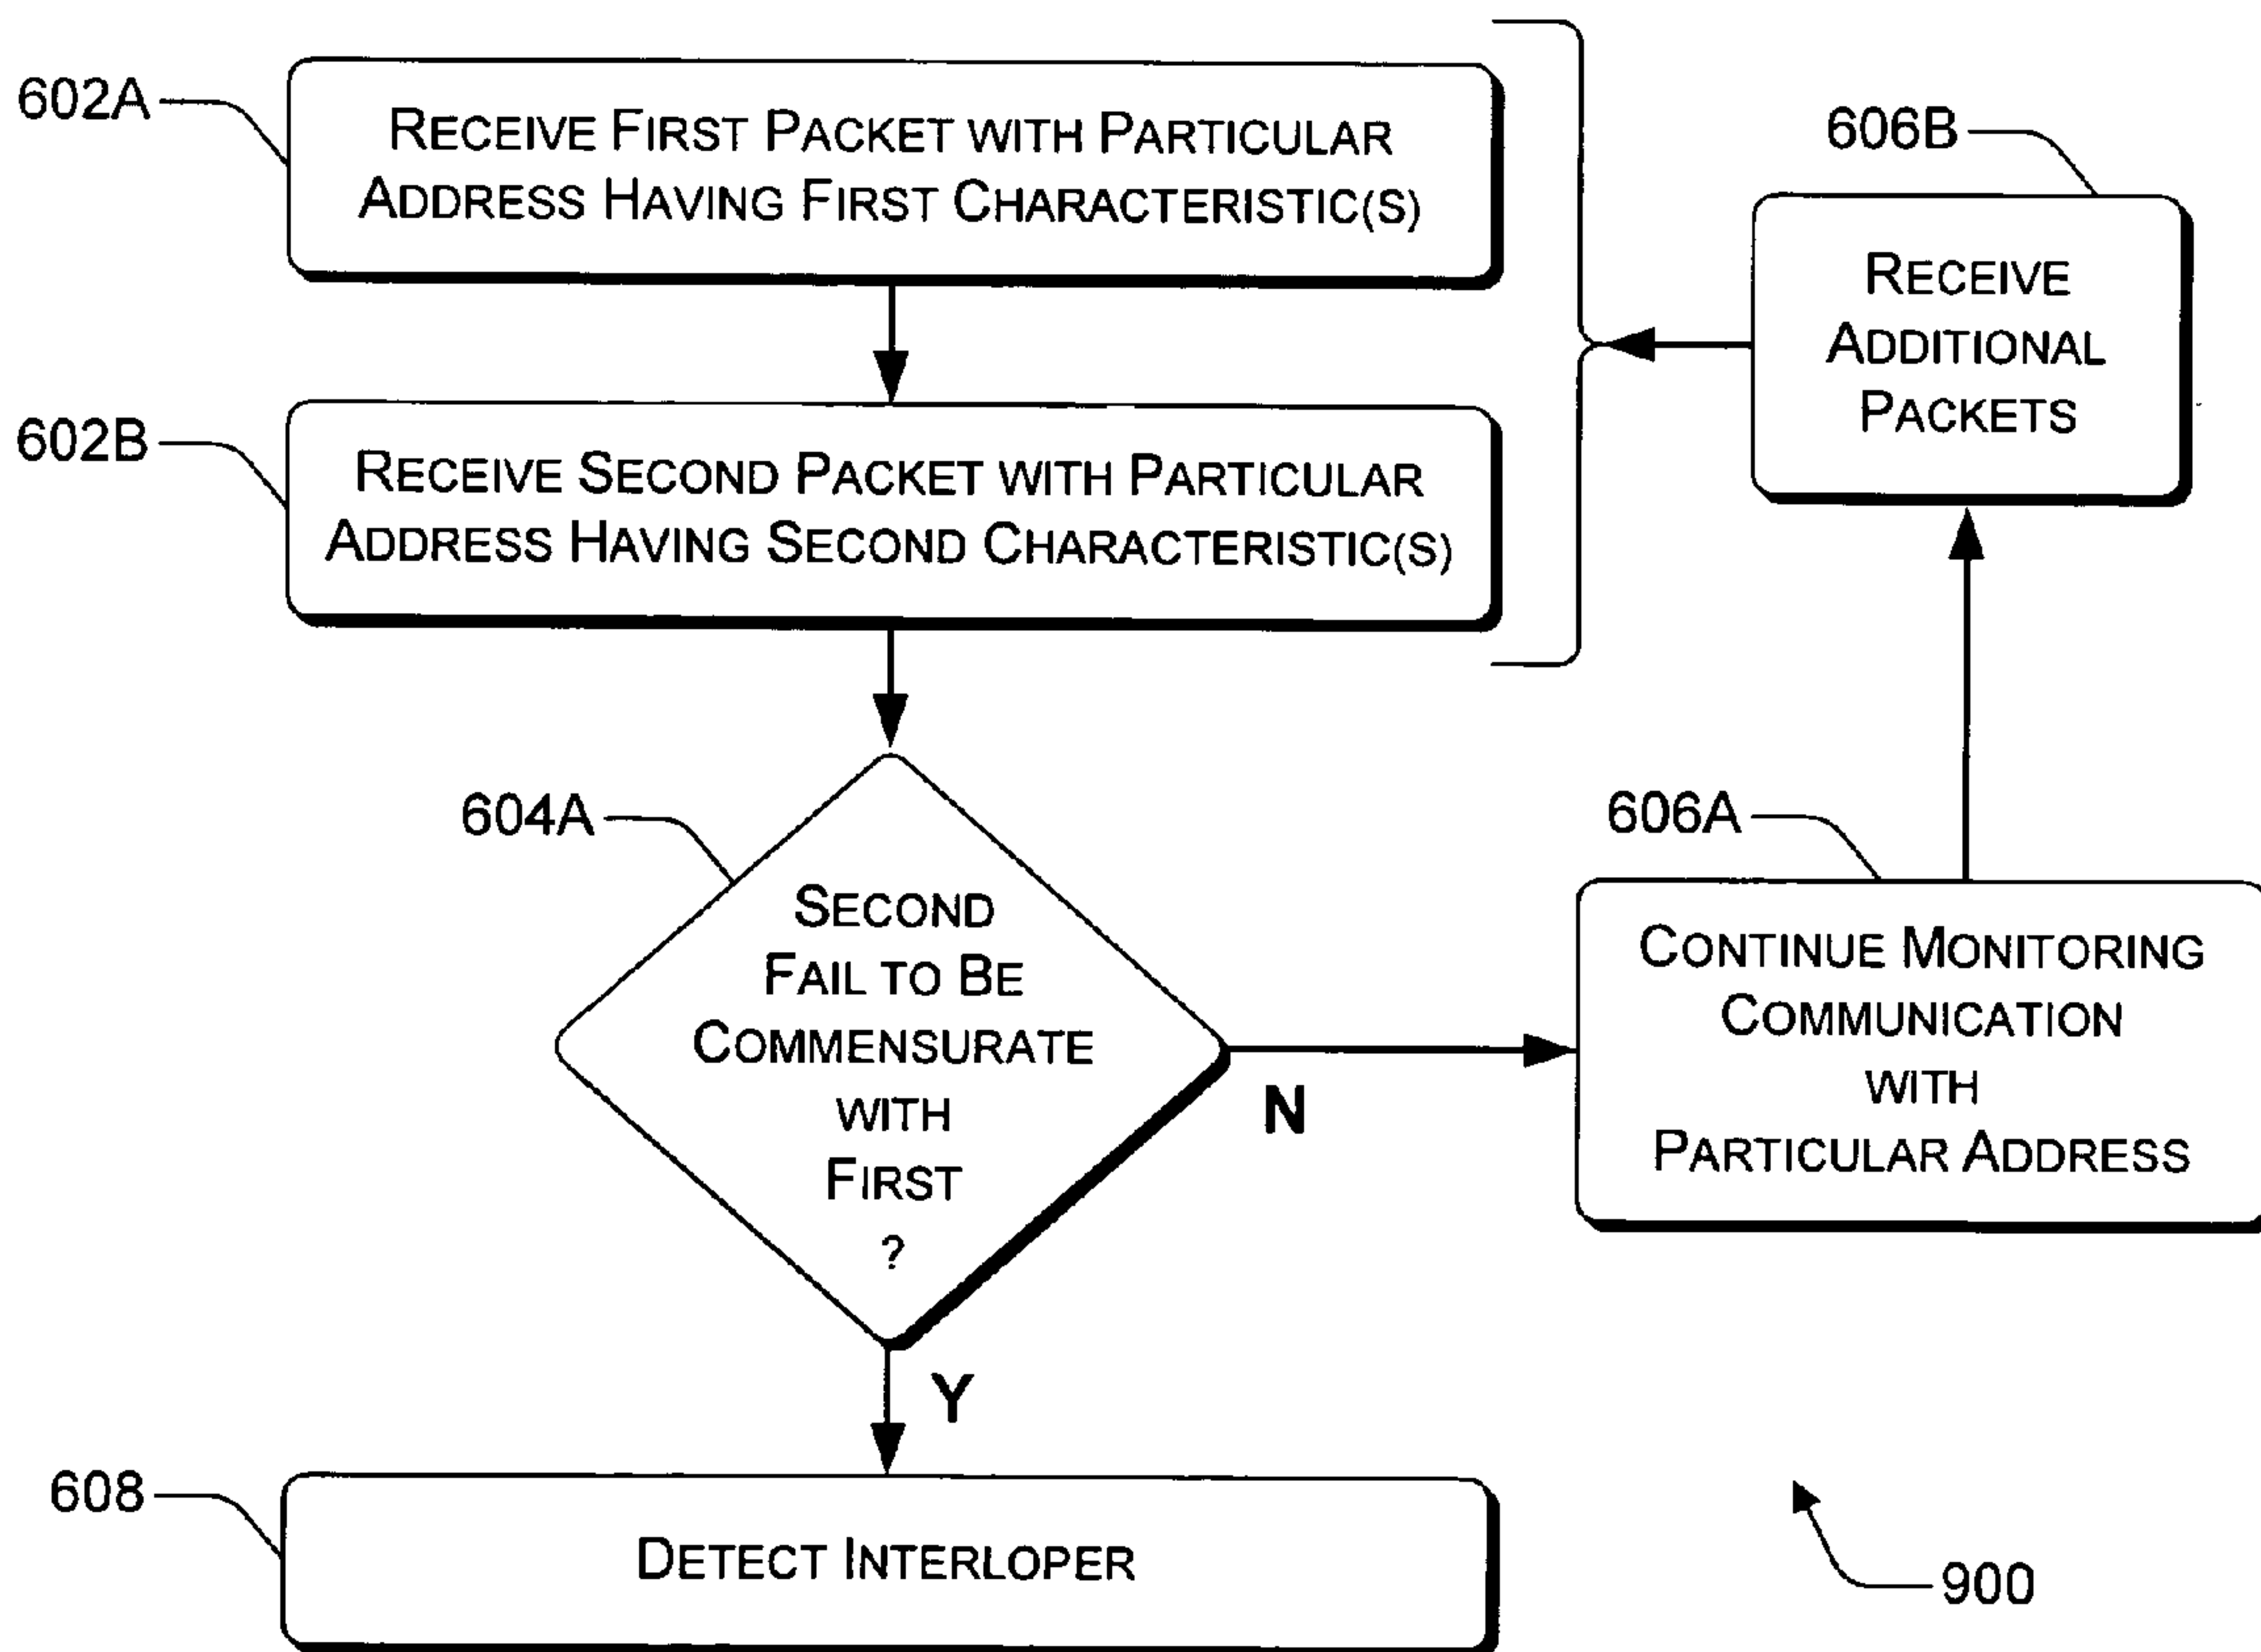 602A
RECEIVE FIRST PACKET WITH PARTICULAR
ADDRESS HAVING FIRST CHARACTERISTIC(S)
606B
RECEIVE
ADDITIONAL
PACKETS
602B
RECEIVE SECOND PACKET WITH PARTICULAR
ADDRESS HAVING SECOND CHARACTERISTIC(S)
604A
SECOND
FAIL TO BE
COMMENSURATE
WITH
FIRST
?
N
606A
CONTINUE MONITORING
COMMUNICATION
WITH
PARTICULAR ADDRESS
Y
608
DETECT INTERLOPER
900